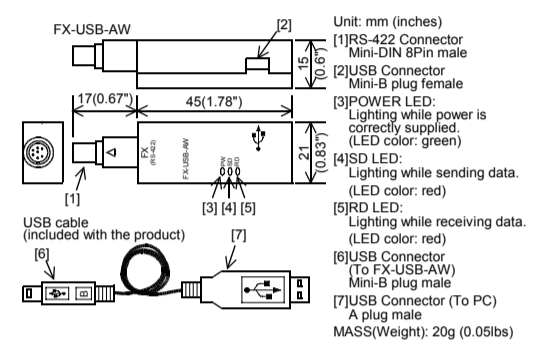 FX-USB-AW
[2]
15
(0.6")
17(0.67")
45(1.78")
FX
(RS-422)
FX-USB-AW
PW
SD
RD
21
(0.83")
[1]
[3] [4] [5]
USB cable
(included with the product)
[6]
[7]
B
Unit: mm (inches)
[1]RS-422 Connector
Mini-DIN 8Pin male
[2]USB Connector
Mini-B plug female
[3]POWER LED:
Lighting while power is
correctly supplied.
(LED color: green)
[4]SD LED:
Lighting while sending data.
(LED color: red)
[5]RD LED:
Lighting while receiving data.
(LED color: red)
[6]USB Connector
(To FX-USB-AW)
Mini-B plug male
[7]USB Connector (To PC)
A plug male
MASS(Weight): 20g (0.05lbs)